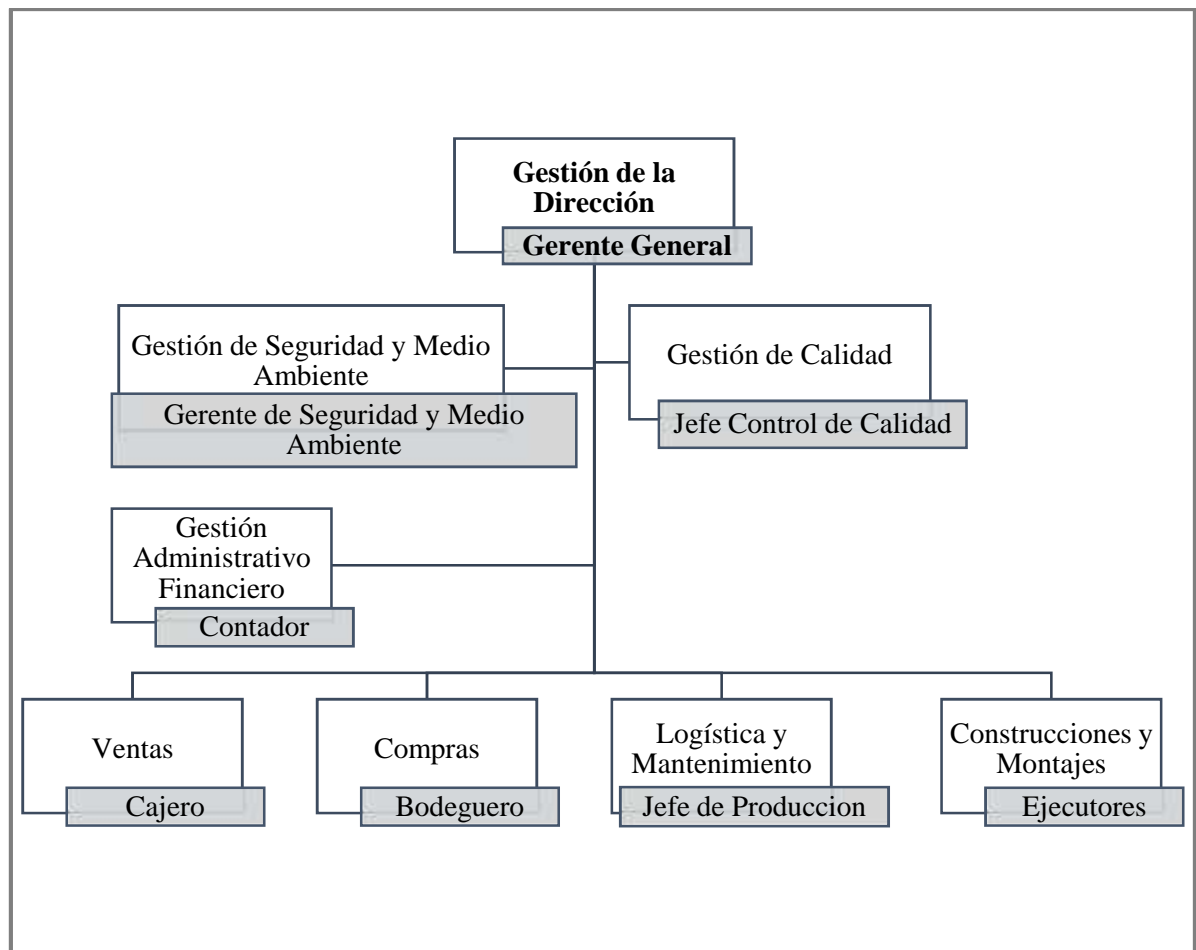 Gestión de la
Dirección
Gerente General
Gestión de Seguridad y Medio
Ambiente
Gerente de Seguridad y Medio
Ambiente
Gestión de Calidad
Jefe Control de Calidad
Gestión
Administrativo
Financiero
Contador
Ventas
Cajero
Compras
Bodeguero
Logística y
Mantenimiento
Jefe de Produccion
Construcciones y
Montajes
Ejecutores